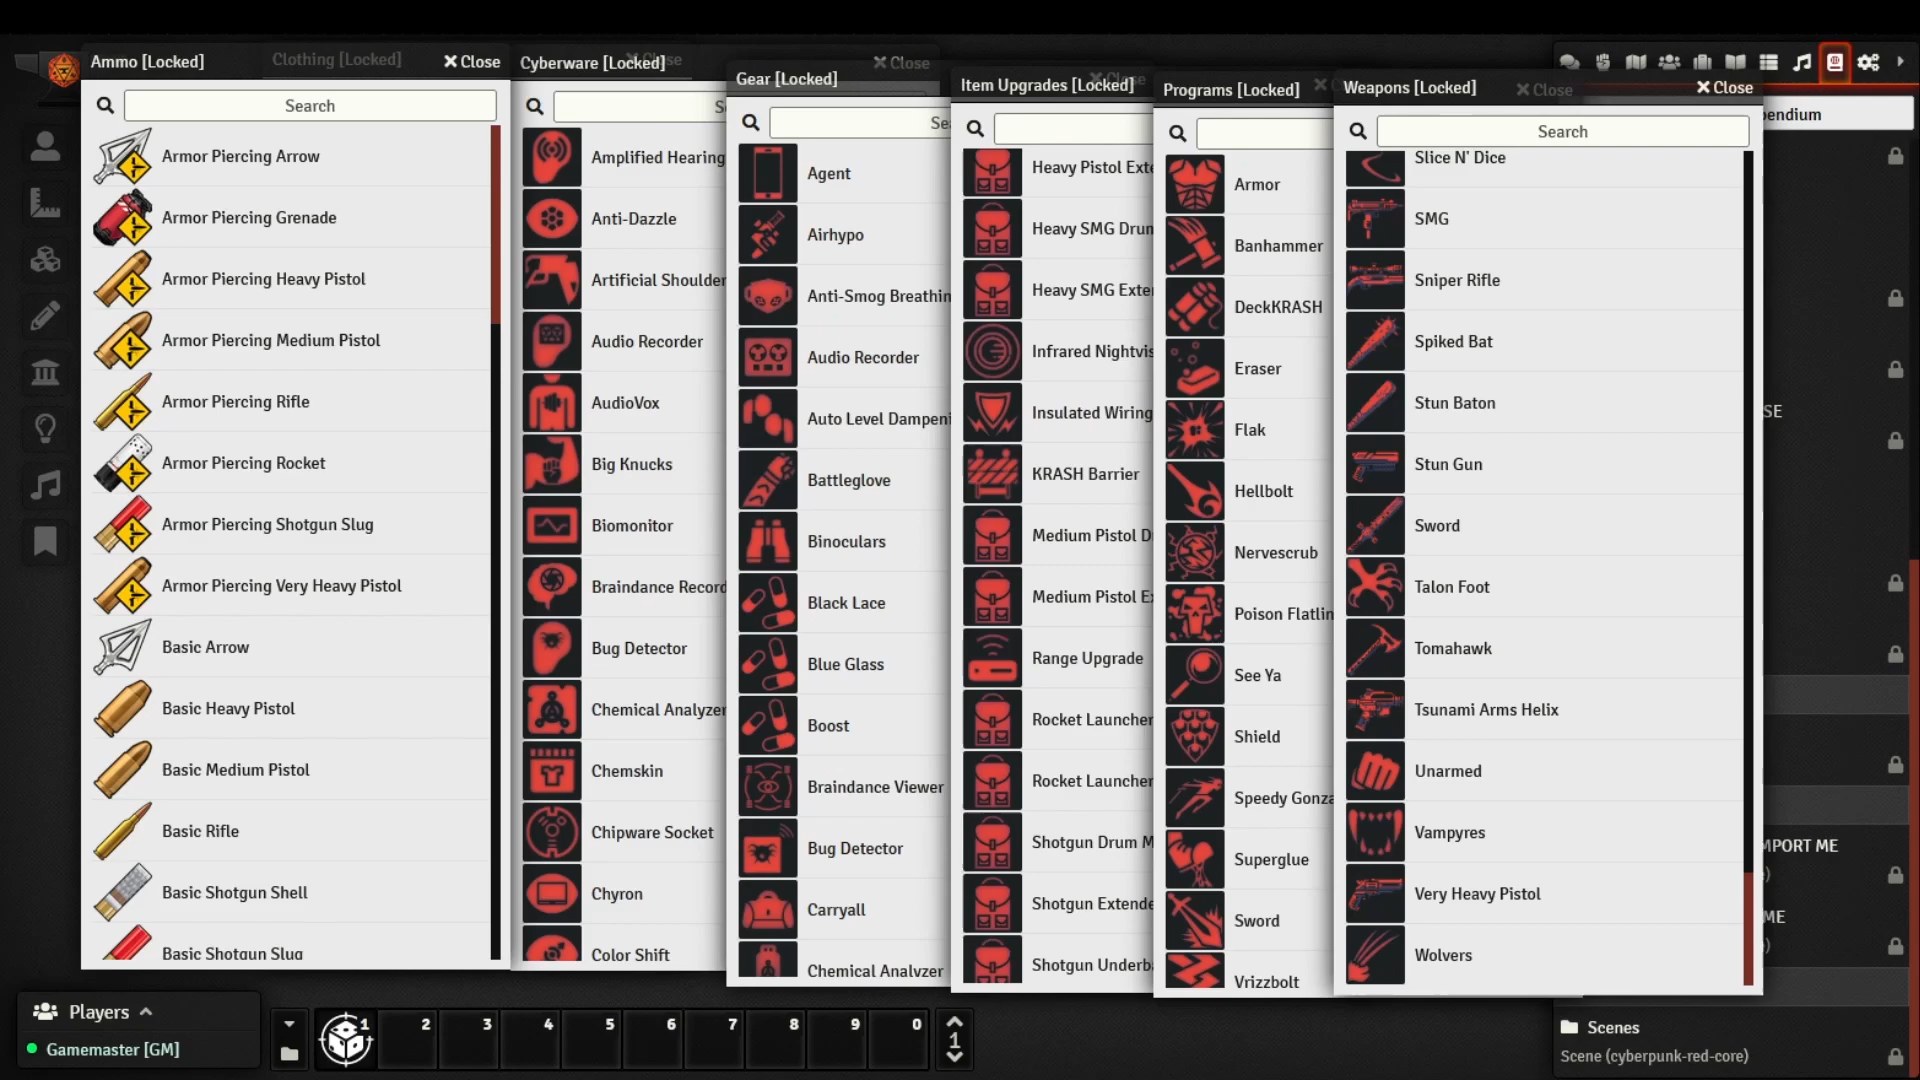 Ammo [Locked]
Clothing [Locked]
Close
Search
Armor Piercing Arrow
Armor Piercing Grenade
Armor Piercing Heavy Pistol
Armor Piercing Medium Pistol
Armor Piercing Rifle
Armor Piercing Rocket
Armor Piercing Shotgun Slug
Armor Piercing Very Heavy Pistol
Basic Arrow
Basic Heavy Pistol
Basic Medium Pistol
Basic Rifle
Basic Shotgun Shell
Basic Shotgun Slug
Cyberware [Locked]
Amplified Hearing
Anti-Dazzle
Artificial Shoulder
Audio Recorder
AudioVox
Big Knucks
Biomonitor
Braindance Record
Bug Detector
Chemical Analyzer
Chemskin
Chipware Socket
Chyron
Color Shift
Gear [Locked]
Close
Sea
Agent
Airhypo
Anti-Smog Breathin
Audio Recorder
Auto Level Dampeni
Battleglove
Binoculars
Black Lace
Blue Glass
Boost
Braindance Viewer
Bug Detector
Carryall
Chemical Analyzer
Item Upgrades [Locked]
Heavy Pistol Exte
Heavy SMG Drum
Heavy SMG Exte
Infrared Nightvis
Insulated Wiring
KRASH Barrier
Medium Pistol D
Medium Pistol Ex
Range Upgrade
Rocket Launcher
Rocket Launcher
Shotgun Drum M
Shotgun Extende
Shotgun Underba
Programs [Locked]
Armor
Banhammer
DeckKRASH
Eraser
Flak
Hellbolt
Nervescrub
Poison Flatlin
See Ya
Shield
Speedy Gonza
Superglue
Sword
Vrizzbolt
Weapons [Locked]
Close
Close
Search
Slice N' Dice
SMG
Sniper Rifle
Spiked Bat
Stun Baton
Stun Gun
Sword
Talon Foot
Tomahawk
Tsunami Arms Helix
Unarmed
Vampyres
Very Heavy Pistol
Wolvers
pendium
SE
MPORT ME
ME
Scenes
Scene (cyberpunk-red-core)
Players
Gamemaster [GM]
1 2 3 4 5 6 7 8 9 0
1